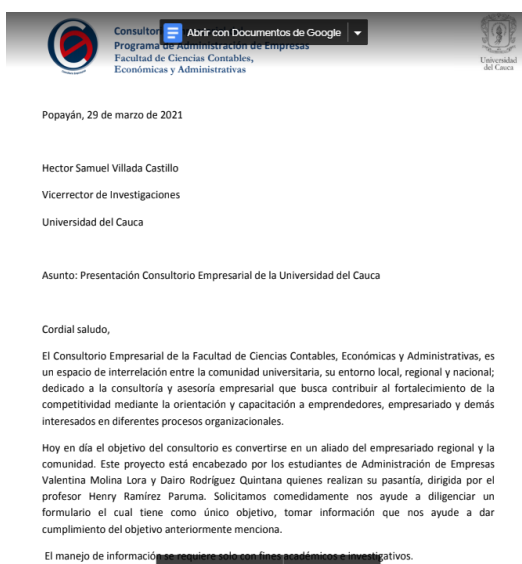 Consultor
Abrir con Documentos de Google
Programa de Administración de Empresas
Facultad de Ciencias Contables,
Económicas y Administrativas
Universidad
del Cauca
Popayán, 29 de marzo de 2021
Hector Samuel Villada Castillo
Vicerrector de Investigaciones
Universidad del Cauca
Asunto: Presentación Consultorio Empresarial de la Universidad del Cauca
Cordial saludo,
El Consultorio Empresarial de la Facultad de Ciencias Contables, Económicas y Administrativas, es
un espacio de interrelación entre la comunidad universitaria, su entorno local, regional y nacional;
dedicado a la consultoría y asesoría empresarial que busca contribuir al fortalecimiento de la
competitividad mediante la orientación y capacitación a emprendedores, empresariado y demás
interesados en diferentes procesos organizacionales.
Hoy en día el objetivo del consultorio es convertirse en un aliado del empresariado regional y la
comunidad. Este proyecto está encabezado por los estudiantes de Administración de Empresas
Valentina Molina Lora y Dairo Rodríguez Quintana quienes realizan su pasantía, dirigida por el
profesor Henry Ramírez Paruma. Solicitamos comedidamente nos ayude a diligenciar un
formulario el cual tiene como único objetivo, tomar información que nos ayude a dar
cumplimiento del objetivo anteriormente menciona.
El manejo de información se requiere solo con fines académicos e investigativos.